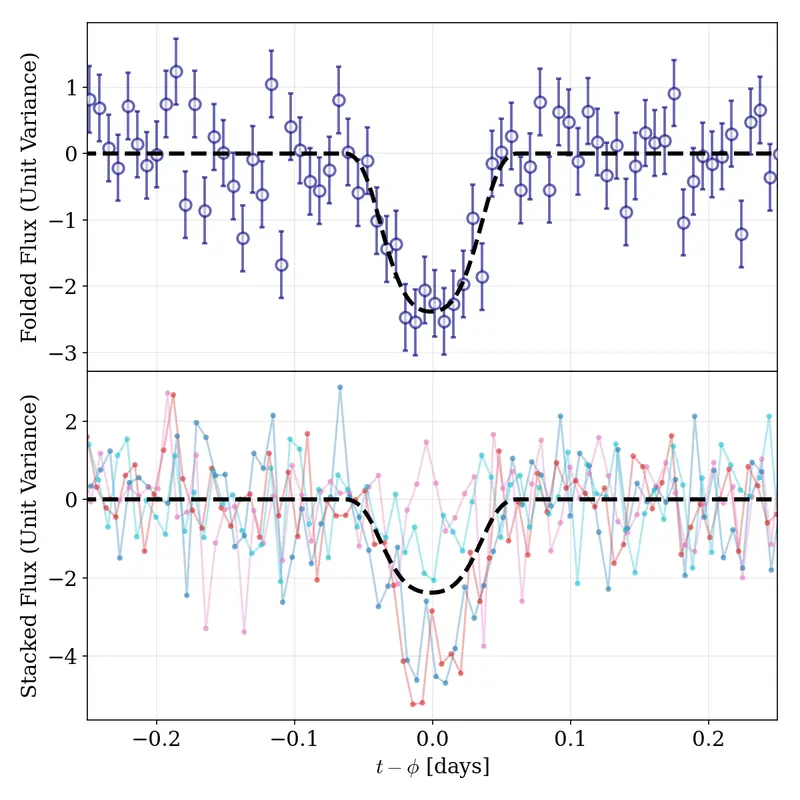 Folded Flux (Unit Variance)
1
0
−1
−2
−3
Stacked Flux (Unit Variance)
2
0
−2
−4
−0.2 −0.1 0.0 0.1 0.2
t − ϕ [days]